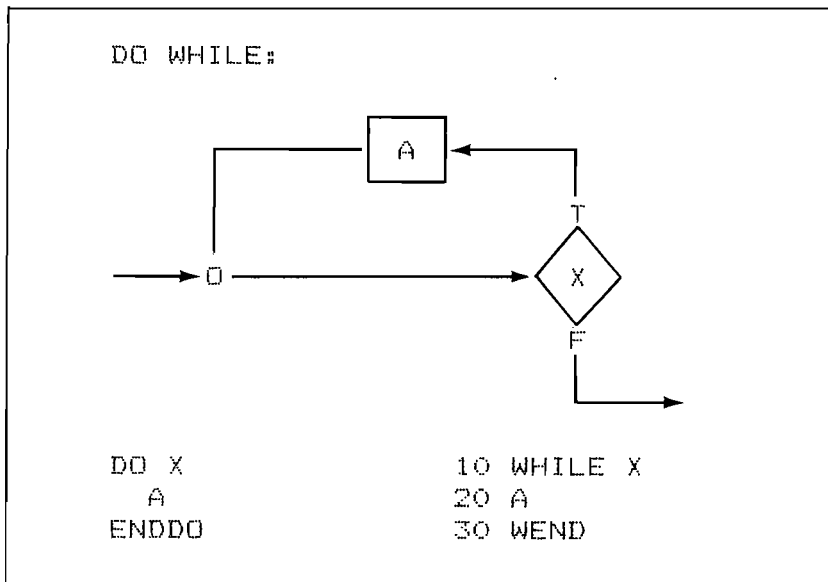 DO WHILE:
A
T
O
X
F
DO X
A
ENDDO
10 WHILE X
20 A
30 WEND